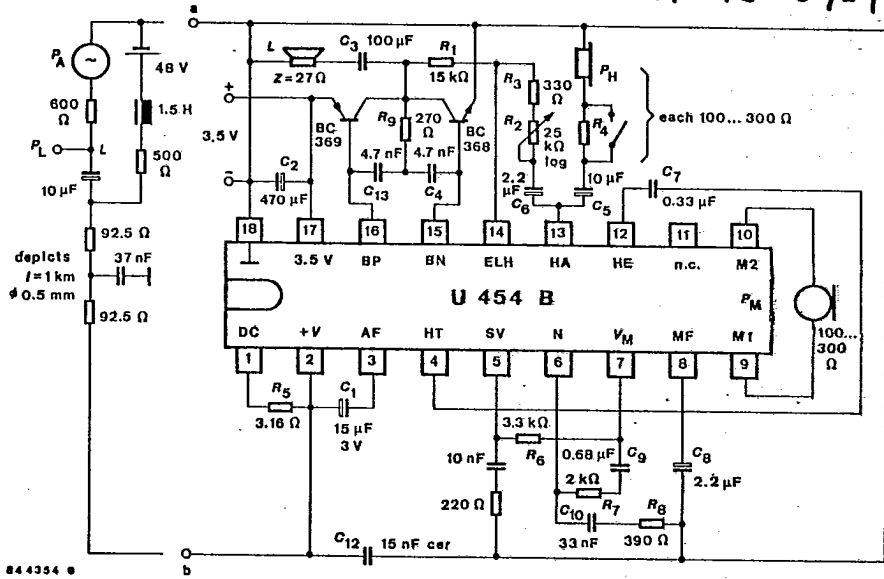 a
P_A
48 V
600 Ω
1.5 H
P_L
L
500 Ω
10 µF
92.5 Ω
depicts
37 nF
l = 1 km
ϕ 0.5 mm
92.5 Ω
+
3.5 V
–
L
Z = 27 Ω
C3
100 µF
R1
15 kΩ
BC 369
R9
270 Ω
BC 368
4.7 nF
4.7 nF
C13
C4
C2
470 µF
R3
330 Ω
R2
25 kΩ
log
2.2 µF
C6
P_H
R4
each 100... 300 Ω
10 µF
C5
C7
0.33 µF
18
17
16
15
14
13
12
11
10
3.5 V
BP
BN
ELH
HA
HE
n.c.
M2
U 454 B
P_M
100... 300 Ω
DC
+V
AF
HT
SV
N
V_M
MF
M1
1
2
3
4
5
6
7
8
9
R5
3.16 Ω
C1
15 µF
3 V
3.3 kΩ
R6
10 nF
220 Ω
0.68 µF
C9
2 kΩ
R7
C10
33 nF
R8
390 Ω
C8
2.2 µF
C12
15 nF cer
b
844354 e